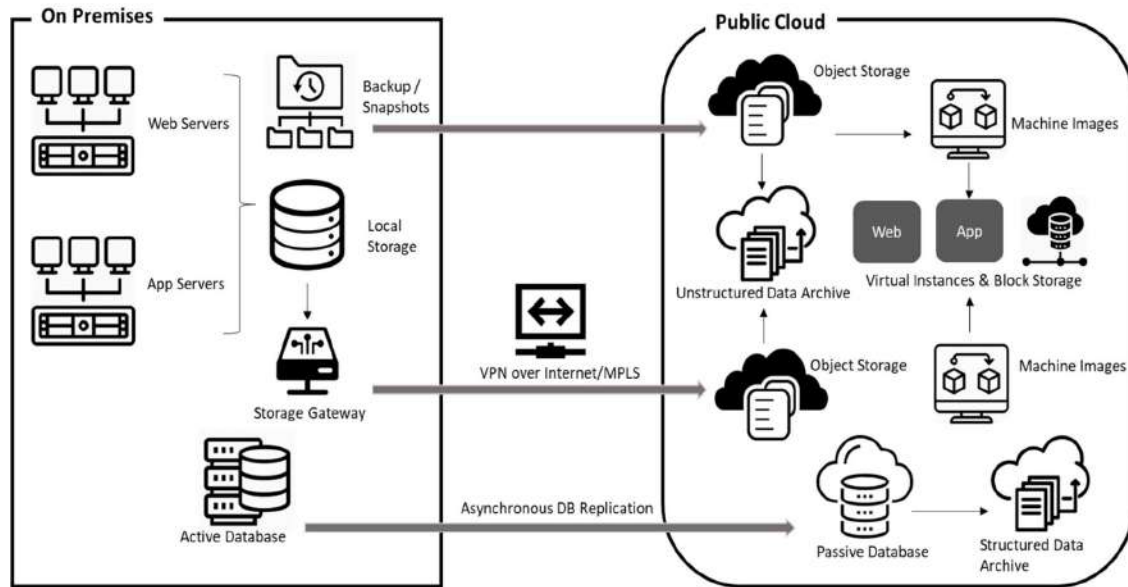 On Premises
Web Servers
Backup /
Snapshots
App Servers
Local
Storage
Storage Gateway
Active Database
VPN over Internet/MPLS
Asynchronous DB Replication
Public Cloud
Object Storage
Machine Images
Unstructured Data Archive
Web
App
Virtual Instances & Block Storage
Object Storage
Machine Images
Passive Database
Structured Data
Archive